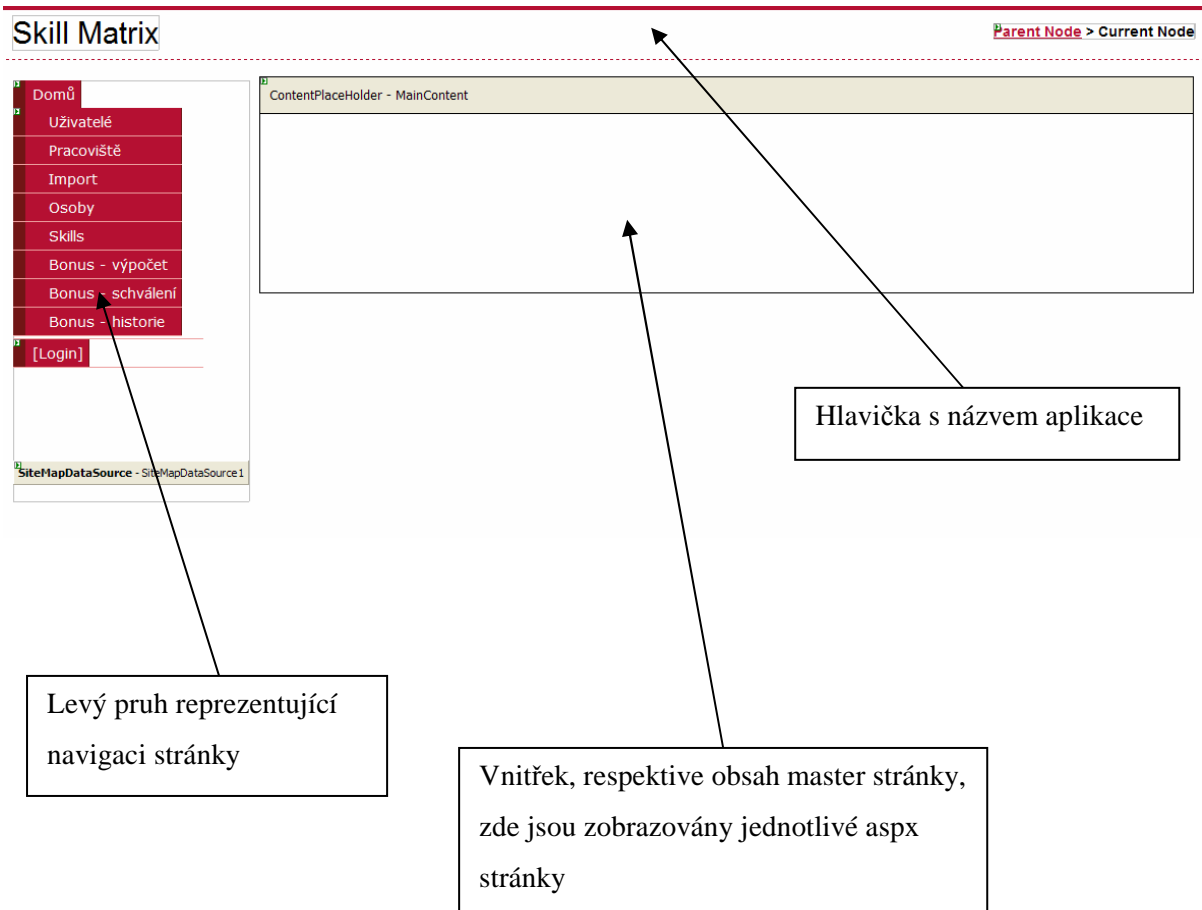 Skill Matrix
Parent Node > Current Node
Domů
Uživatelé
Pracoviště
Import
Osoby
Skills
Bonus - výpočet
Bonus - schválení
Bonus - historie
[Login]
SiteMapDataSource - SiteMapDataSource1
ContentPlaceHolder - MainContent
Hlavička s názvem aplikace
Levý pruh reprezentující
navigaci stránky
Vnitřek, respektive obsah master stránky,
zde jsou zobrazovány jednotlivé aspx
stránky